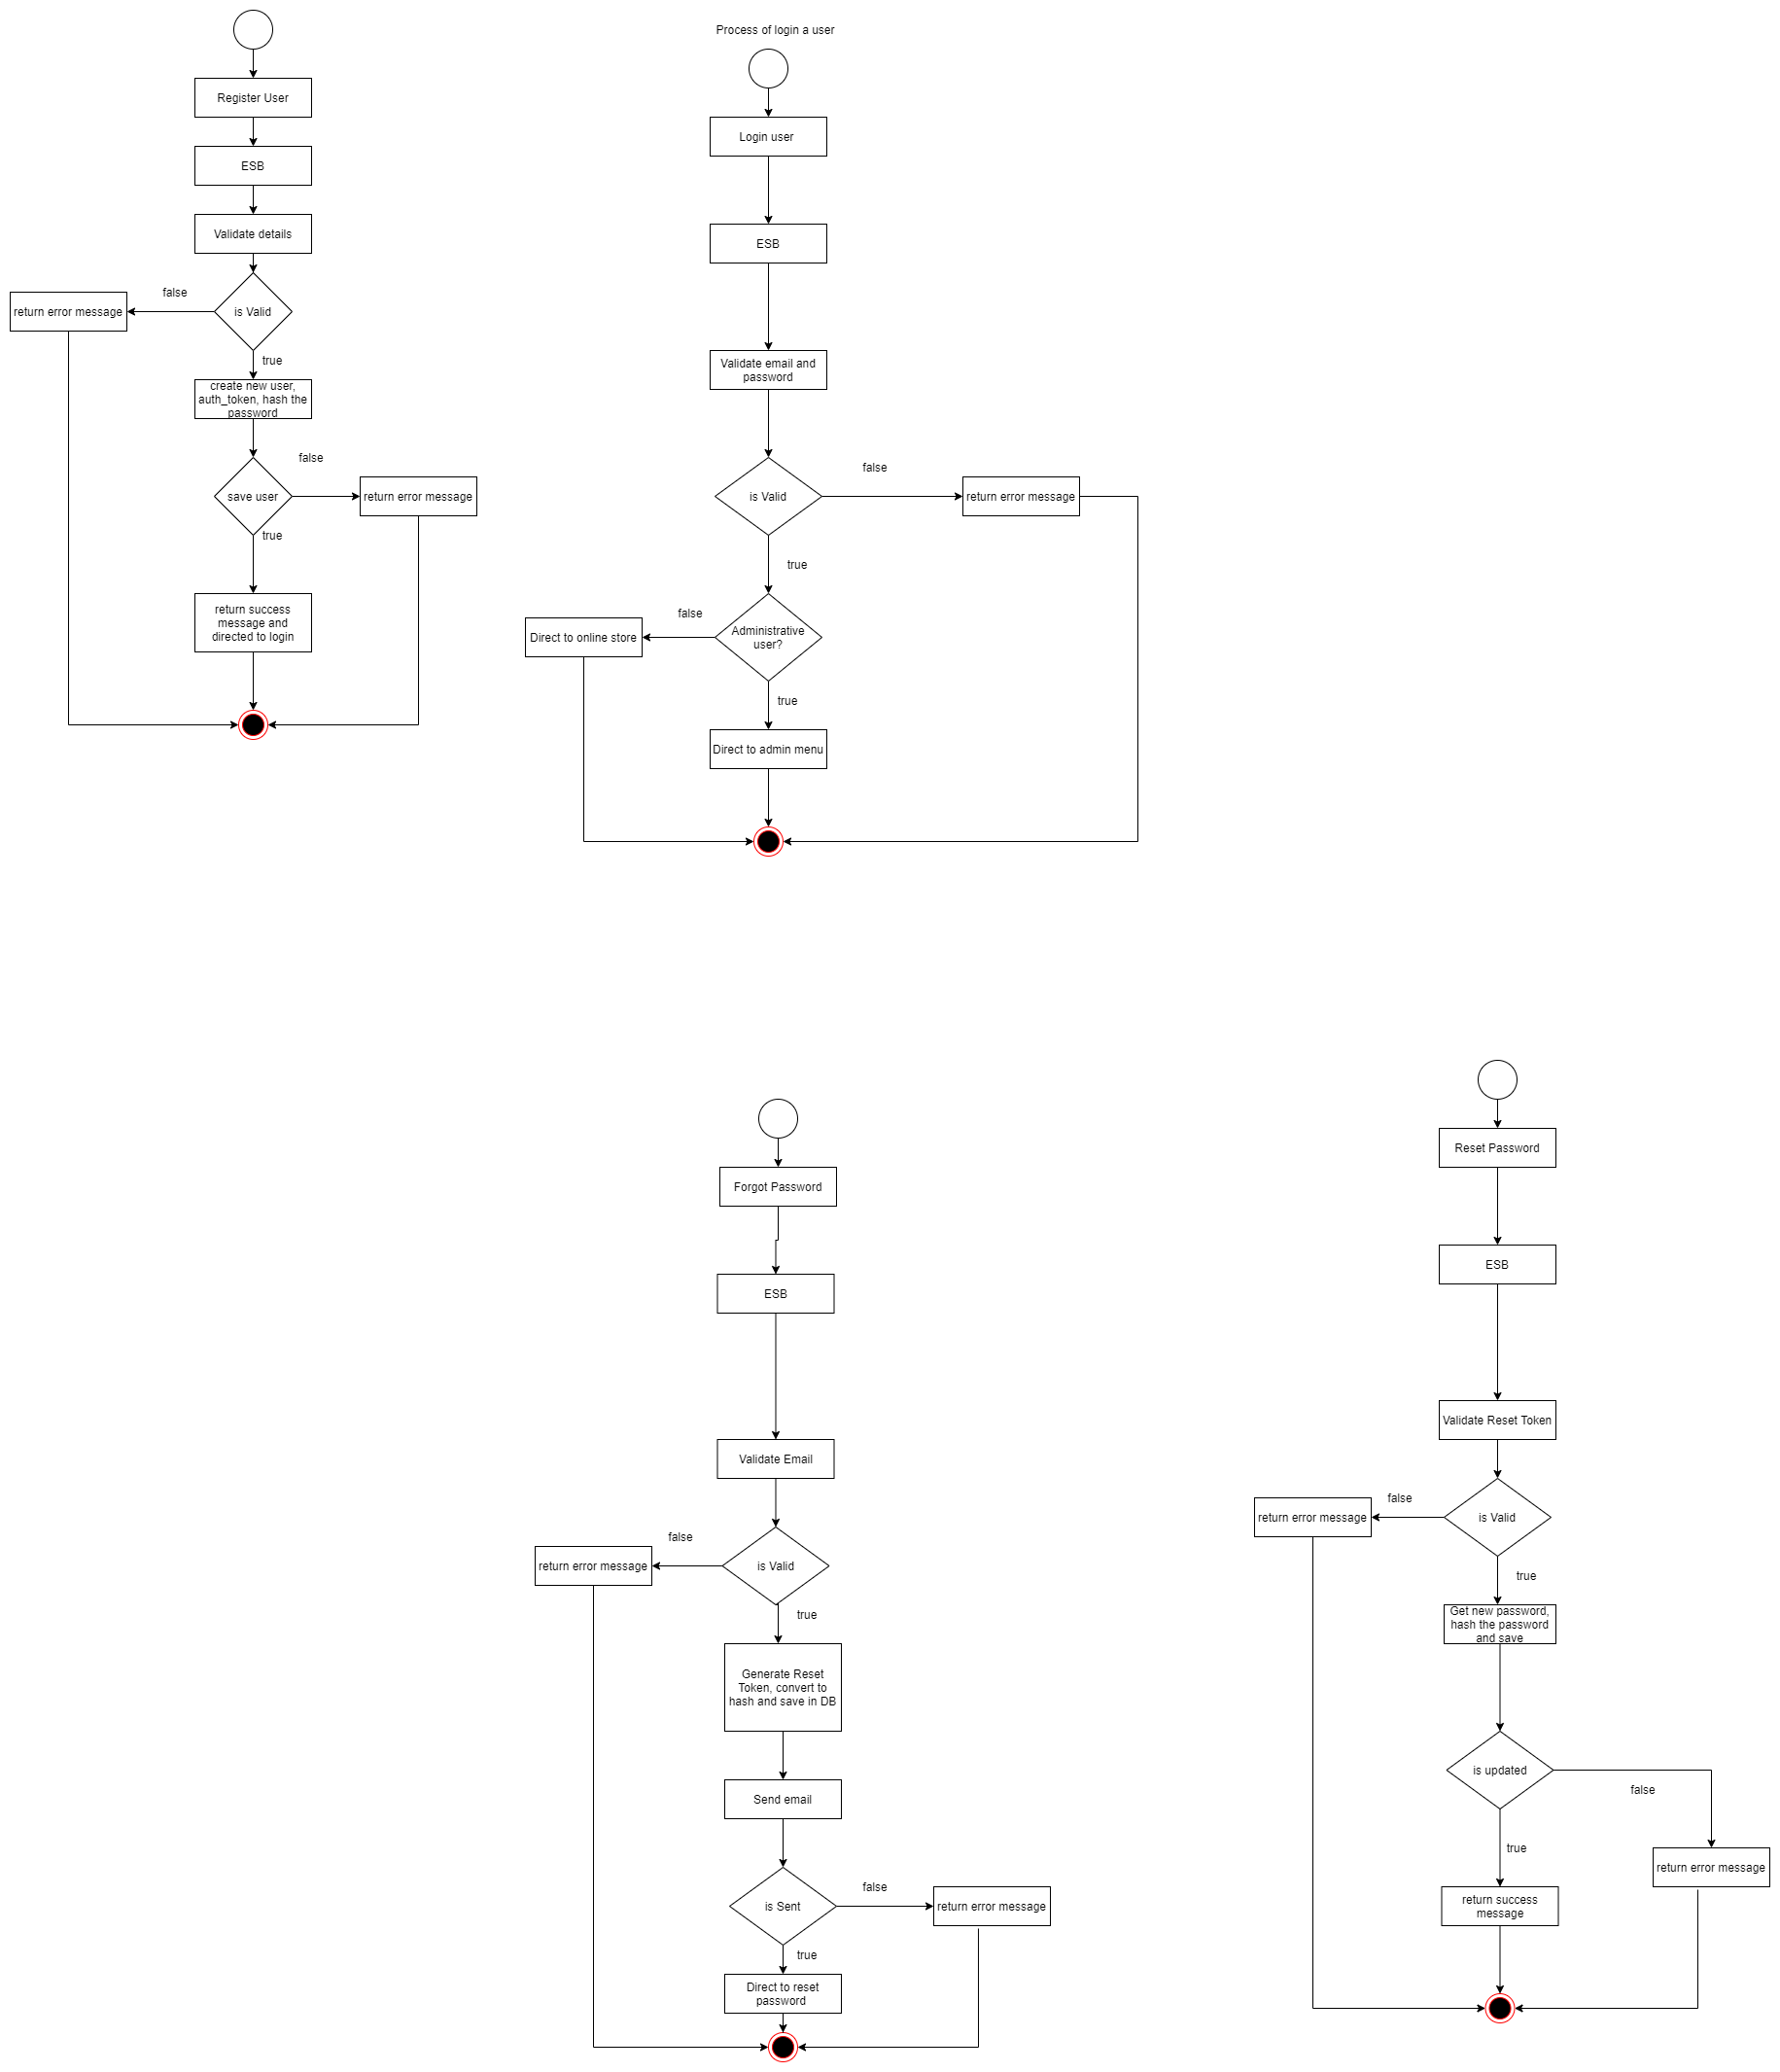 Register User
ESB
Validate details
false
is Valid
return error message
true
create new user,
auth_token, hash the
password
false
save user
return error message
true
return success
message and
directed to login
Process of login a user
Login user
ESB
Validate email and
password
false
is Valid
return error message
true
false
Administrative
user?
Direct to online store
true
Direct to admin menu
Forgot Password
ESB
Validate Email
false
is Valid
return error message
true
Generate Reset
Token, convert to
hash and save in DB
Send email
false
is Sent
return error message
true
Direct to reset
password
Reset Password
ESB
Validate Reset Token
false
is Valid
return error message
true
Get new password,
hash the password
and save
is updated
false
true
return error message
return success
message